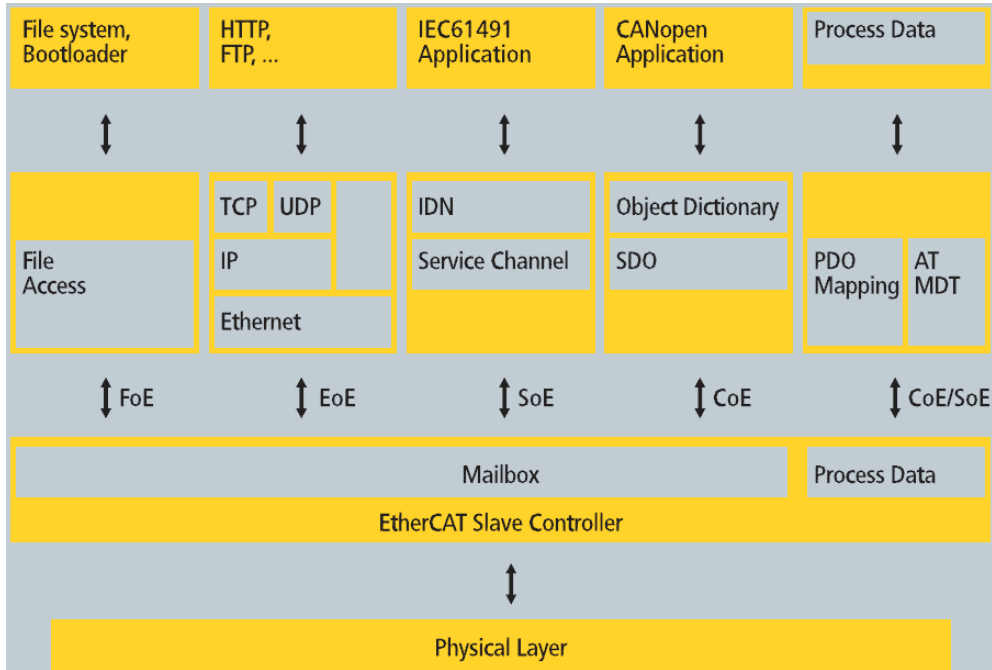 File system,
Bootloader
HTTP,
FTP, ...
IEC61491
Application
CANopen
Application
Process Data
File
Access
TCP
UDP
IP
Ethernet
IDN
Service Channel
Object Dictionary
SDO
PDO
Mapping
AT
MDT
FoE
EoE
SoE
CoE
CoE/SoE
Mailbox
Process Data
EtherCAT Slave Controller
Physical Layer